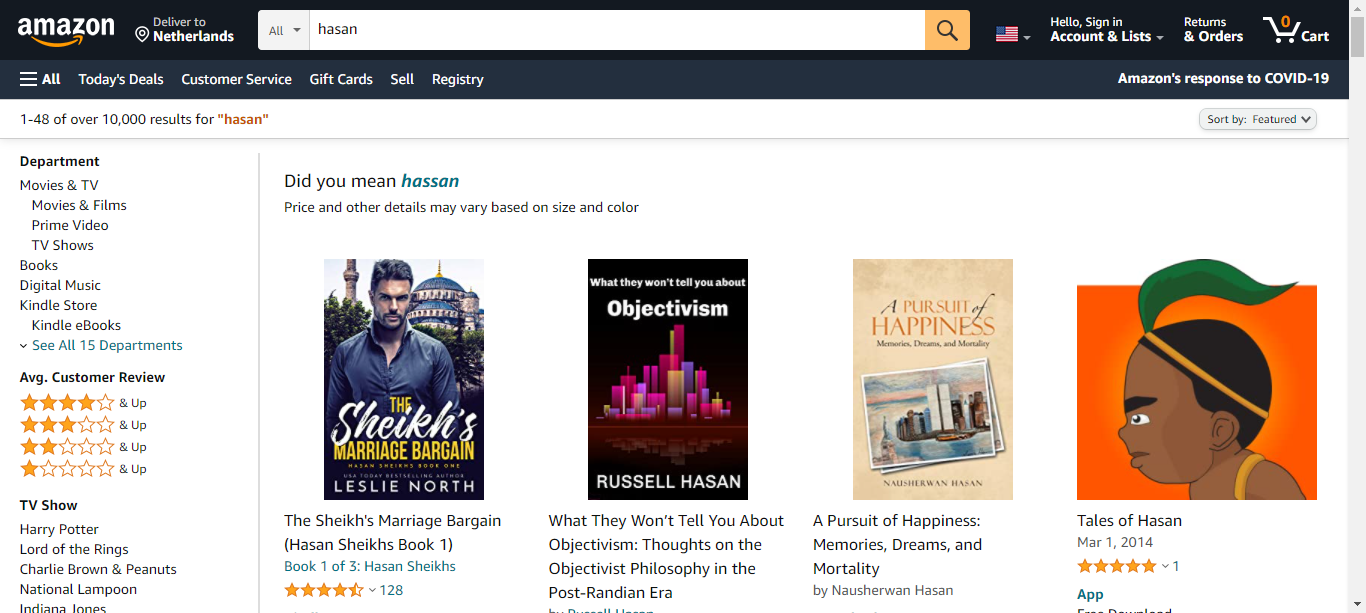 amazon
Deliver to
Netherlands
All
hasan
Hello, Sign in
Account & Lists
Returns
& Orders
0
Cart
All
Today's Deals
Customer Service
Gift Cards
Sell
Registry
Amazon's response to COVID-19
1-48 of over 10,000 results for "hasan"
Sort by: Featured
Department
Movies & TV
Movies & Films
Prime Video
TV Shows
Books
Digital Music
Kindle Store
Kindle eBooks
See All 15 Departments
Avg. Customer Review
& Up
& Up
& Up
& Up
TV Show
Harry Potter
Lord of the Rings
Charlie Brown & Peanuts
National Lampoon
Indiana Jones
Did you mean hassan
Price and other details may vary based on size and color
THE
Sheikh's
MARRIAGE BARGAIN
HASAN SHEIKHS BOOK ONE
USA TODAY BESTSELLING AUTHOR
LESLIE NORTH
The Sheikh's Marriage Bargain
(Hasan Sheikhs Book 1)
Book 1 of 3: Hasan Sheikhs
128
What they won't tell you about
Objectivism
RUSSELL HASAN
What They Won’t Tell You About
Objectivism: Thoughts on the
Objectivist Philosophy in the
Post-Randian Era
by Russell Hasan
A PURSUIT of
HAPPINESS
Memories, Dreams, and Mortality
NAUSHERWAN HASAN
A Pursuit of Happiness:
Memories, Dreams, and
Mortality
by Nausherwan Hasan
Tales of Hasan
Mar 1, 2014
1
App
Free Download